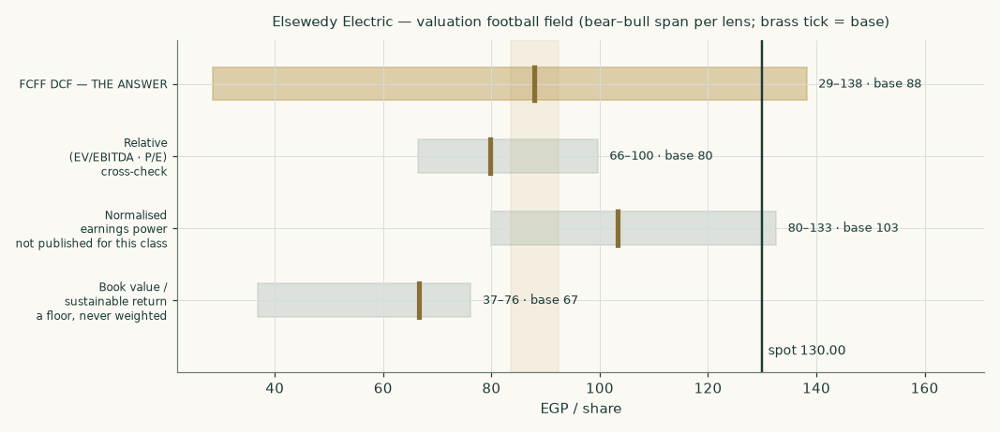 Elsewedy Electric — valuation football field (bear–bull span per lens; brass tick = base)
FCFF DCF — THE ANSWER
29–138 · base 88
Relative
(EV/EBITDA · P/E)
cross-check
66–100 · base 80
Normalised
earnings power
not published for this class
80–133 · base 103
Book value /
sustainable return
a floor, never weighted
37–76 · base 67
spot 130.00
40 60 80 100 120 140 160
EGP / share